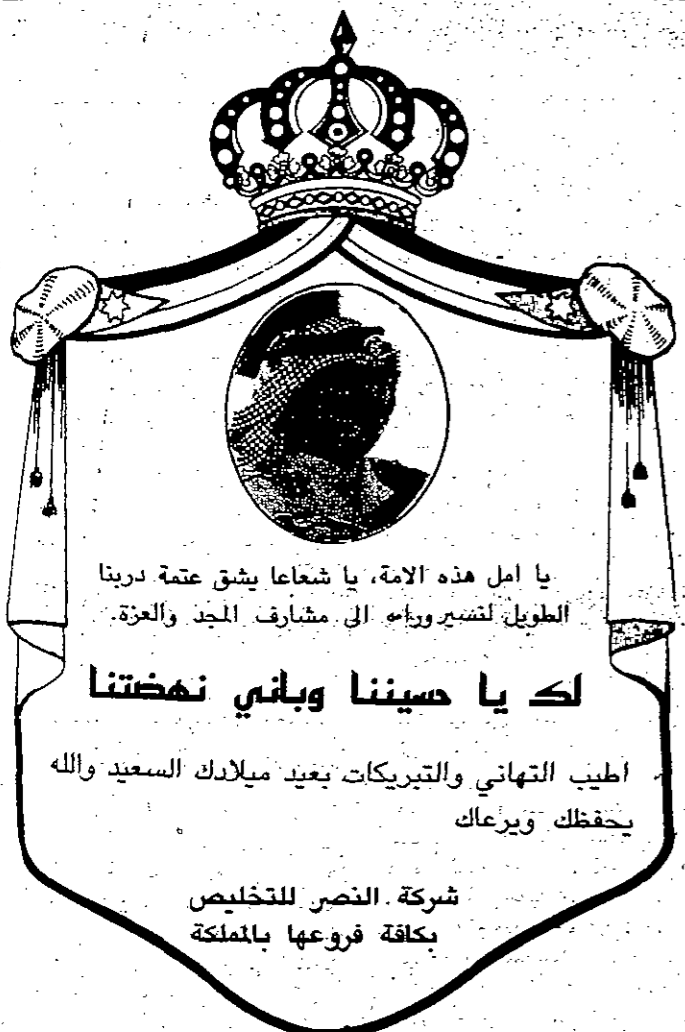 يا امل هذه الامة، يا شعاعا يشق عتمة دربنا
الطويل لنسير وراءه الى مشارف المجد والعزة.
لك يا حسيننا وباني نهضتنا
اطيب التهاني والتبريكات بعيد ميلادك السعيد والله
يحفظك ويرعاك
شركة النصر للتخليص
بكافة فروعها بالمملكة